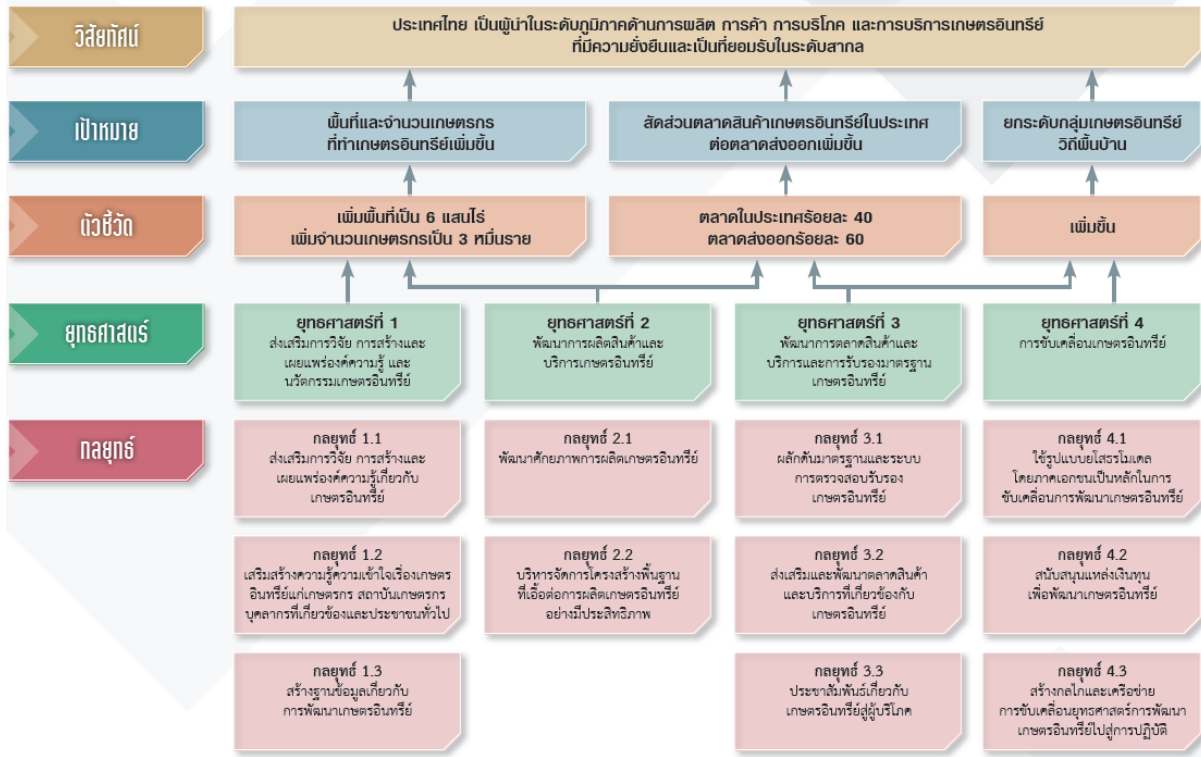 วิสัยทัศน์
ประเทศไทย เป็นผู้นำในระดับภูมิภาคด้านการผลิต การค้า การบริโภค และการบริการเกษตรอินทรีย์
ที่มีความยั่งยืนและเป็นที่ยอมรับในระดับสากล
เป้าหมาย
พื้นที่และจำนวนเกษตรกร
ที่ทำเกษตรอินทรีย์เพิ่มขึ้น
สัดส่วนตลาดสินค้าเกษตรอินทรีย์ในประเทศ
ต่อตลาดส่งออกเพิ่มขึ้น
ยกระดับกลุ่มเกษตรอินทรีย์
วิถีพื้นบ้าน
ตัวชี้วัด
เพิ่มพื้นที่เป็น 6 แสนไร่
เพิ่มจำนวนเกษตรกรเป็น 3 หมื่นราย
ตลาดในประเทศร้อยละ 40
ตลาดส่งออกร้อยละ 60
เพิ่มขึ้น
ยุทธศาสตร์
ยุทธศาสตร์ที่ 1
ส่งเสริมการวิจัย การสร้างและ
เผยแพร่องค์ความรู้ และ
นวัตกรรมเกษตรอินทรีย์
ยุทธศาสตร์ที่ 2
พัฒนาการผลิตสินค้าและ
บริการเกษตรอินทรีย์
ยุทธศาสตร์ที่ 3
พัฒนาการตลาดสินค้าและ
บริการและการรับรองมาตรฐาน
เกษตรอินทรีย์
ยุทธศาสตร์ที่ 4
การขับเคลื่อนเกษตรอินทรีย์
กลยุทธ์
กลยุทธ์ 1.1
ส่งเสริมการวิจัย การสร้างและ
เผยแพร่องค์ความรู้เกี่ยวกับ
เกษตรอินทรีย์
กลยุทธ์ 2.1
พัฒนาศักยภาพการผลิตเกษตรอินทรีย์
กลยุทธ์ 3.1
ผลักดันมาตรฐานและระบบ
การตรวจสอบรับรอง
เกษตรอินทรีย์
กลยุทธ์ 4.1
ใช้รูปแบบยโสธรโมเดล
โดยภาคเอกชนเป็นหลักในการ
ขับเคลื่อนการพัฒนาเกษตรอินทรีย์
กลยุทธ์ 1.2
เสริมสร้างความรู้ความเข้าใจเรื่องเกษตร
อินทรีย์แก่เกษตรกร สถาบันเกษตรกร
บุคลากรที่เกี่ยวข้องและประชาชนทั่วไป
กลยุทธ์ 2.2
บริหารจัดการโครงสร้างพื้นฐาน
ที่เอื้อต่อการผลิตเกษตรอินทรีย์
อย่างมีประสิทธิภาพ
กลยุทธ์ 3.2
ส่งเสริมและพัฒนาตลาดสินค้า
และบริการที่เกี่ยวข้องกับ
เกษตรอินทรีย์
กลยุทธ์ 4.2
สนับสนุนแหล่งเงินทุน
เพื่อพัฒนาเกษตรอินทรีย์
กลยุทธ์ 1.3
สร้างฐานข้อมูลเกี่ยวกับ
การพัฒนาเกษตรอินทรีย์
กลยุทธ์ 3.3
ประชาสัมพันธ์เกี่ยวกับ
เกษตรอินทรีย์สู่ผู้บริโภค
กลยุทธ์ 4.3
สร้างกลไกและเครือข่าย
การขับเคลื่อนยุทธศาสตร์การพัฒนา
เกษตรอินทรีย์ไปสู่การปฏิบัติ